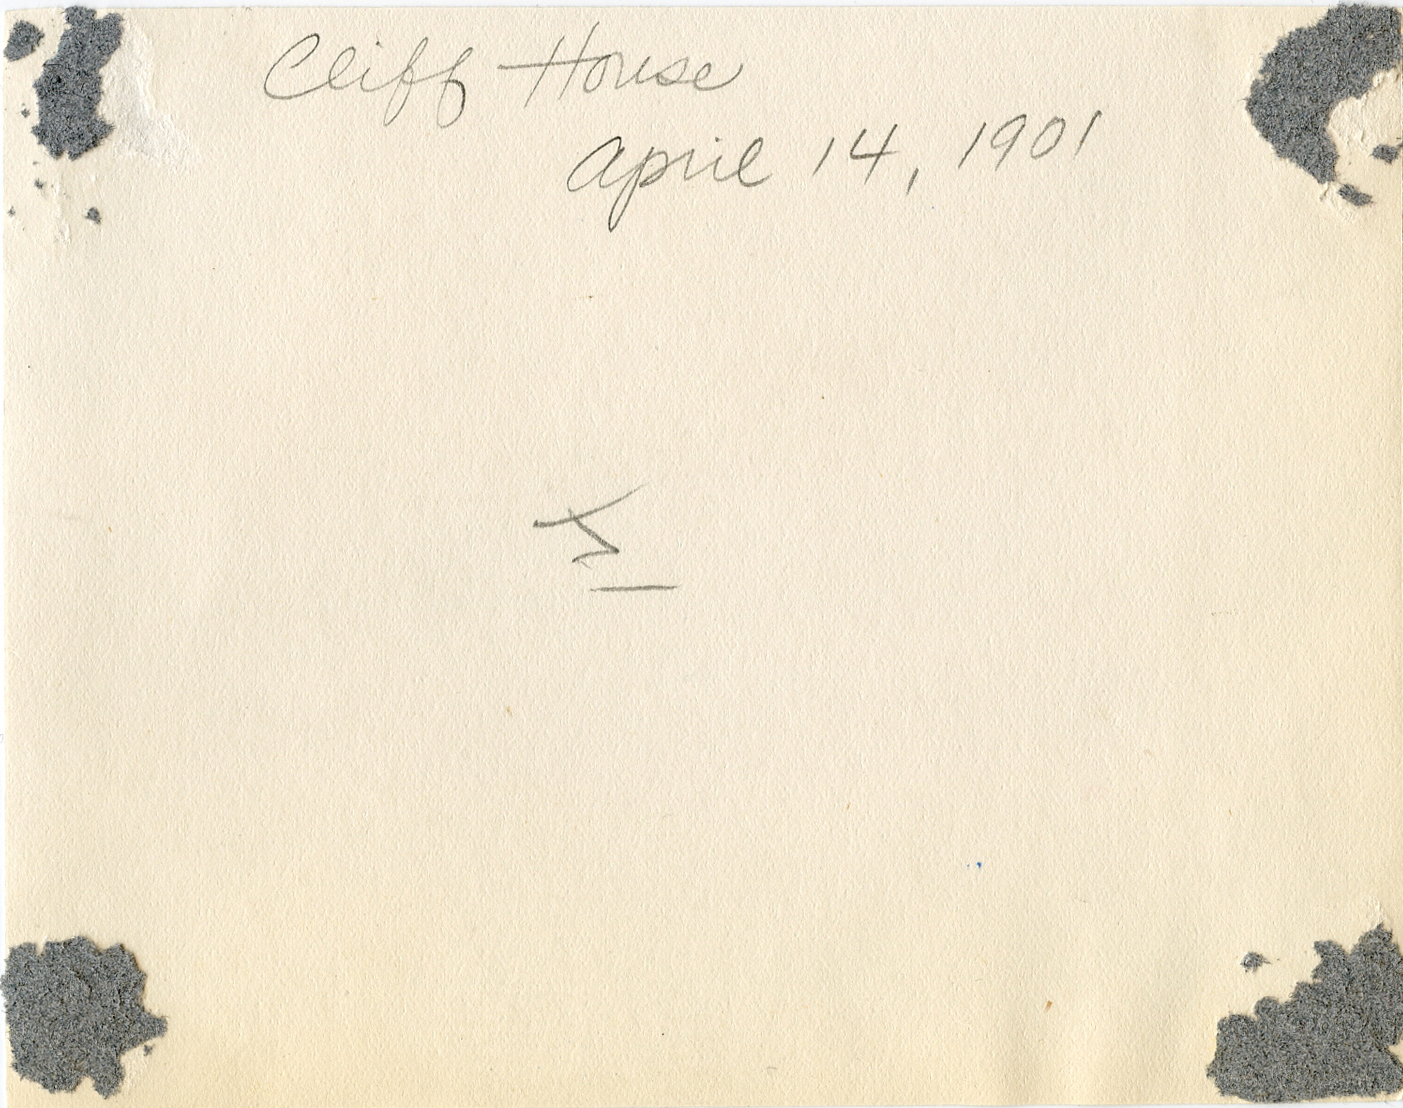 Cliff House
April 14, 1901